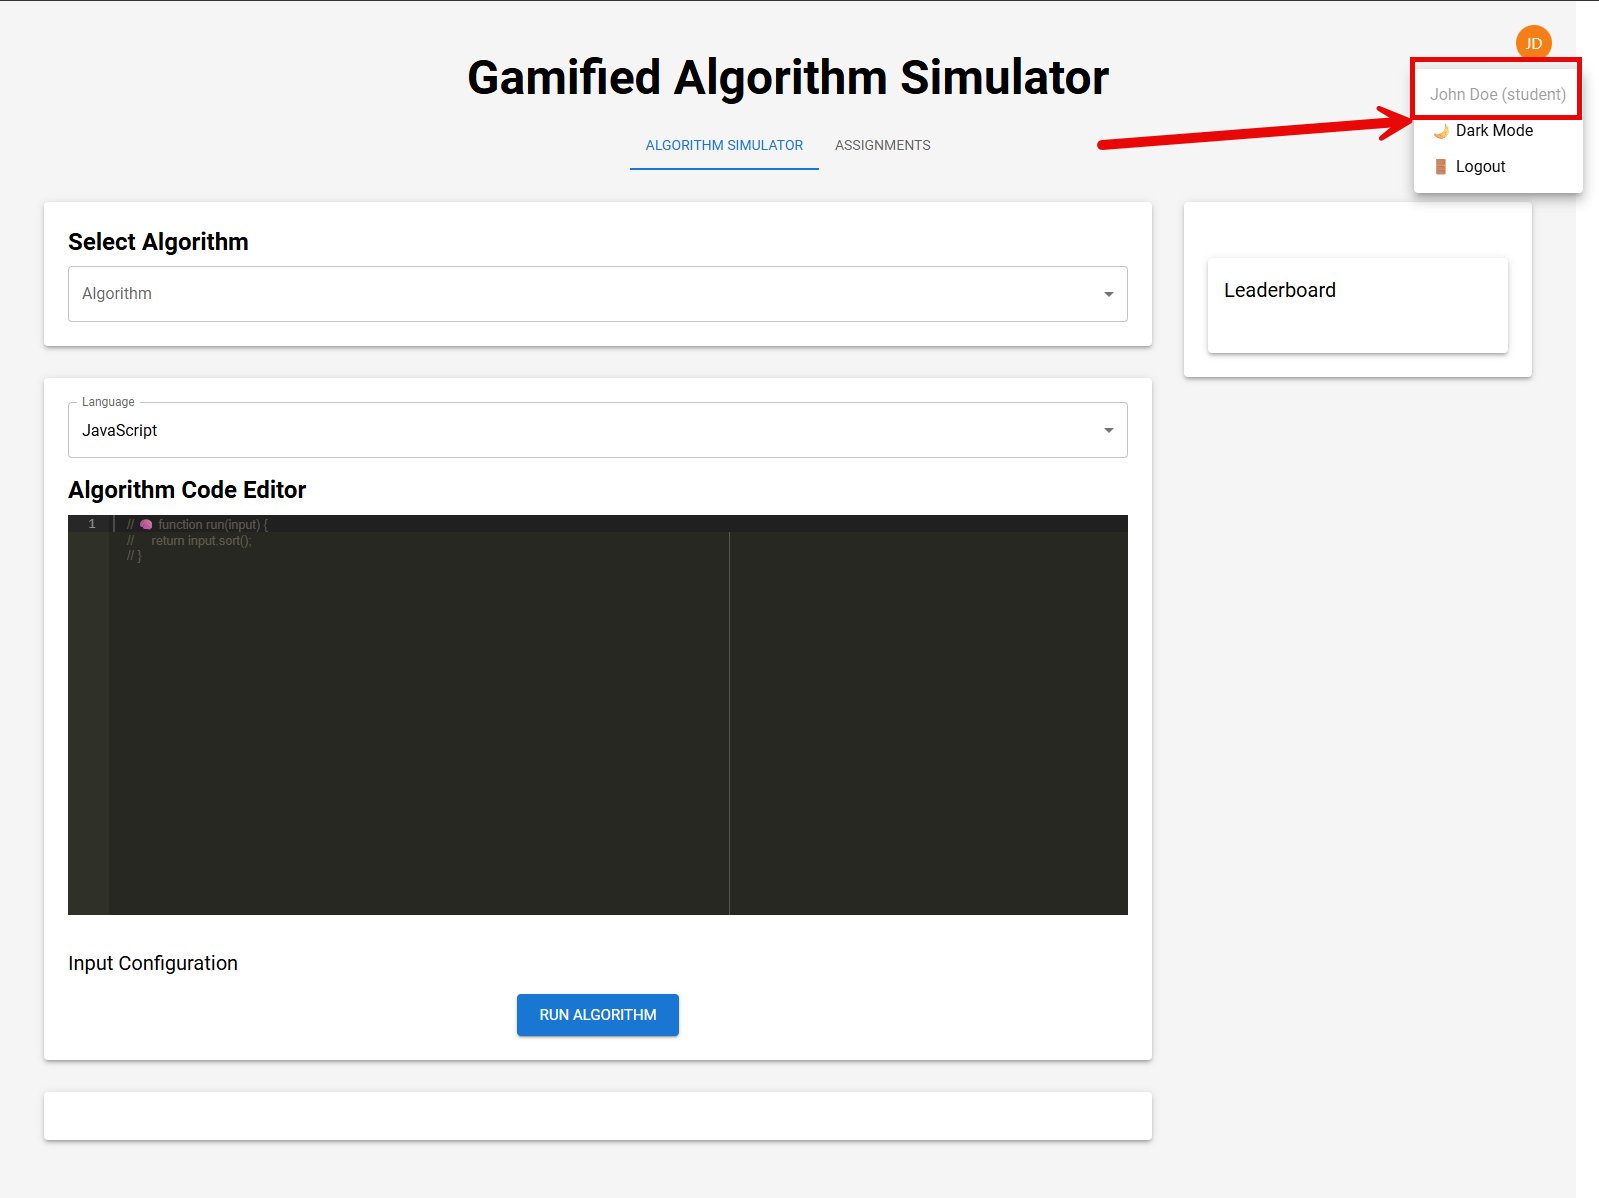 JD
Gamified Algorithm Simulator
John Doe (student)
🌙 Dark Mode
🚪 Logout
ALGORITHM SIMULATOR
ASSIGNMENTS
Select Algorithm
Algorithm
Leaderboard
Language
JavaScript
Algorithm Code Editor
1 // 🧠 function run(input) {
//     return input.sort();
// }
Input Configuration
RUN ALGORITHM